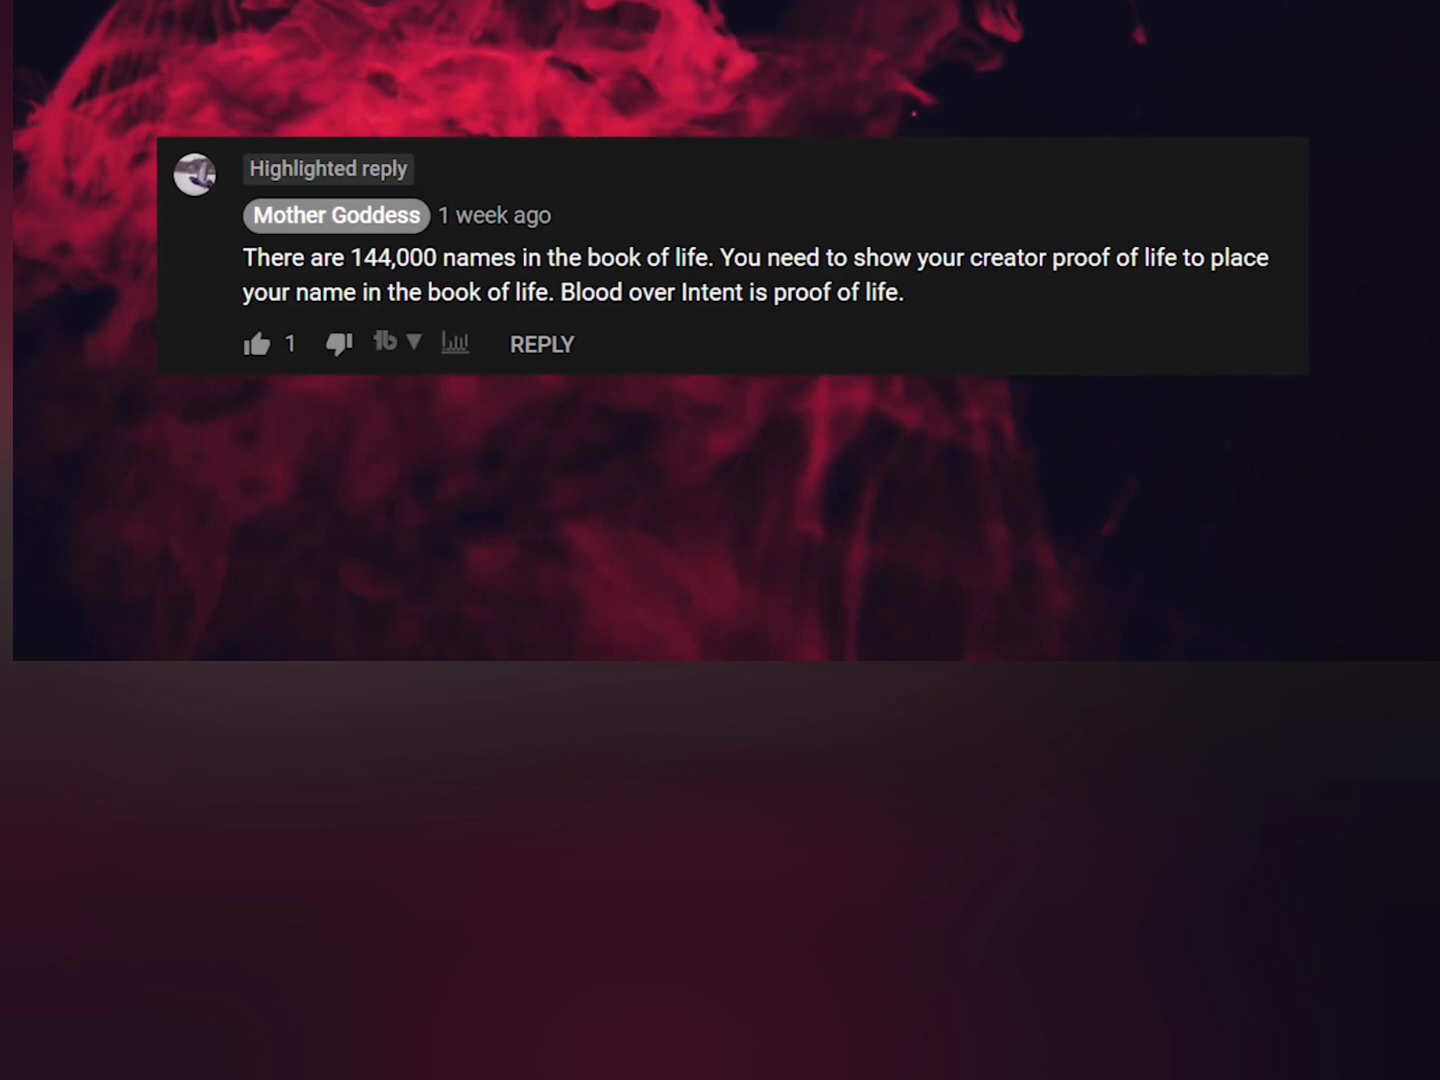 Highlighted reply
Mother Goddess 1 week ago
There are 144,000 names in the book of life. You need to show your creator proof of life to place
your name in the book of life. Blood over Intent is proof of life.
1 REPLY